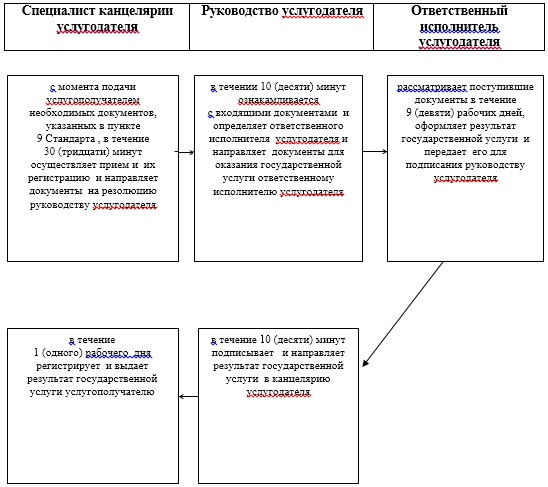 Специалист канцелярии
услугодателя
Руководство услугодателя
Ответственный
исполнитель
услугодателя
с момента подачи
услугополучателем
необходимых документов,
указанных в пункте
9 Стандарта , в течение
30 (тридцати) минут
осуществляет прием и их
регистрацию и направляет
документы на резолюцию
руководству услугодателя
в течении 10 (десяти) минут
ознакамливается
с входящими документами и
определяет ответственного
исполнителя услугодателя и
направляет документы для
оказания государственной
услуги ответственному
исполнителю услугодателя
рассматривает поступившие
документы в течение
9 (девяти) рабочих дней,
оформляет результат
государственной услуги и
передает его для
подписания руководству
услугодателя
в течение
1 (одного) рабочего дня
регистрирует и выдает
результат государственной
услуги услугополучателю
в течение 10 (десяти) минут
подписывает и направляет
результат государственной
услуги в канцелярию
услугодателя